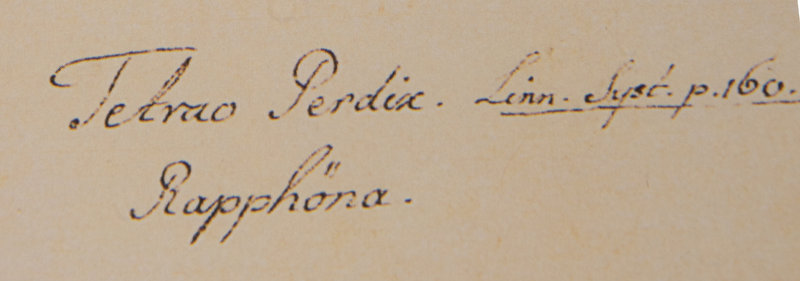 Tetrao Perdix. Linn. Syst. p.160.
Rapphöna.